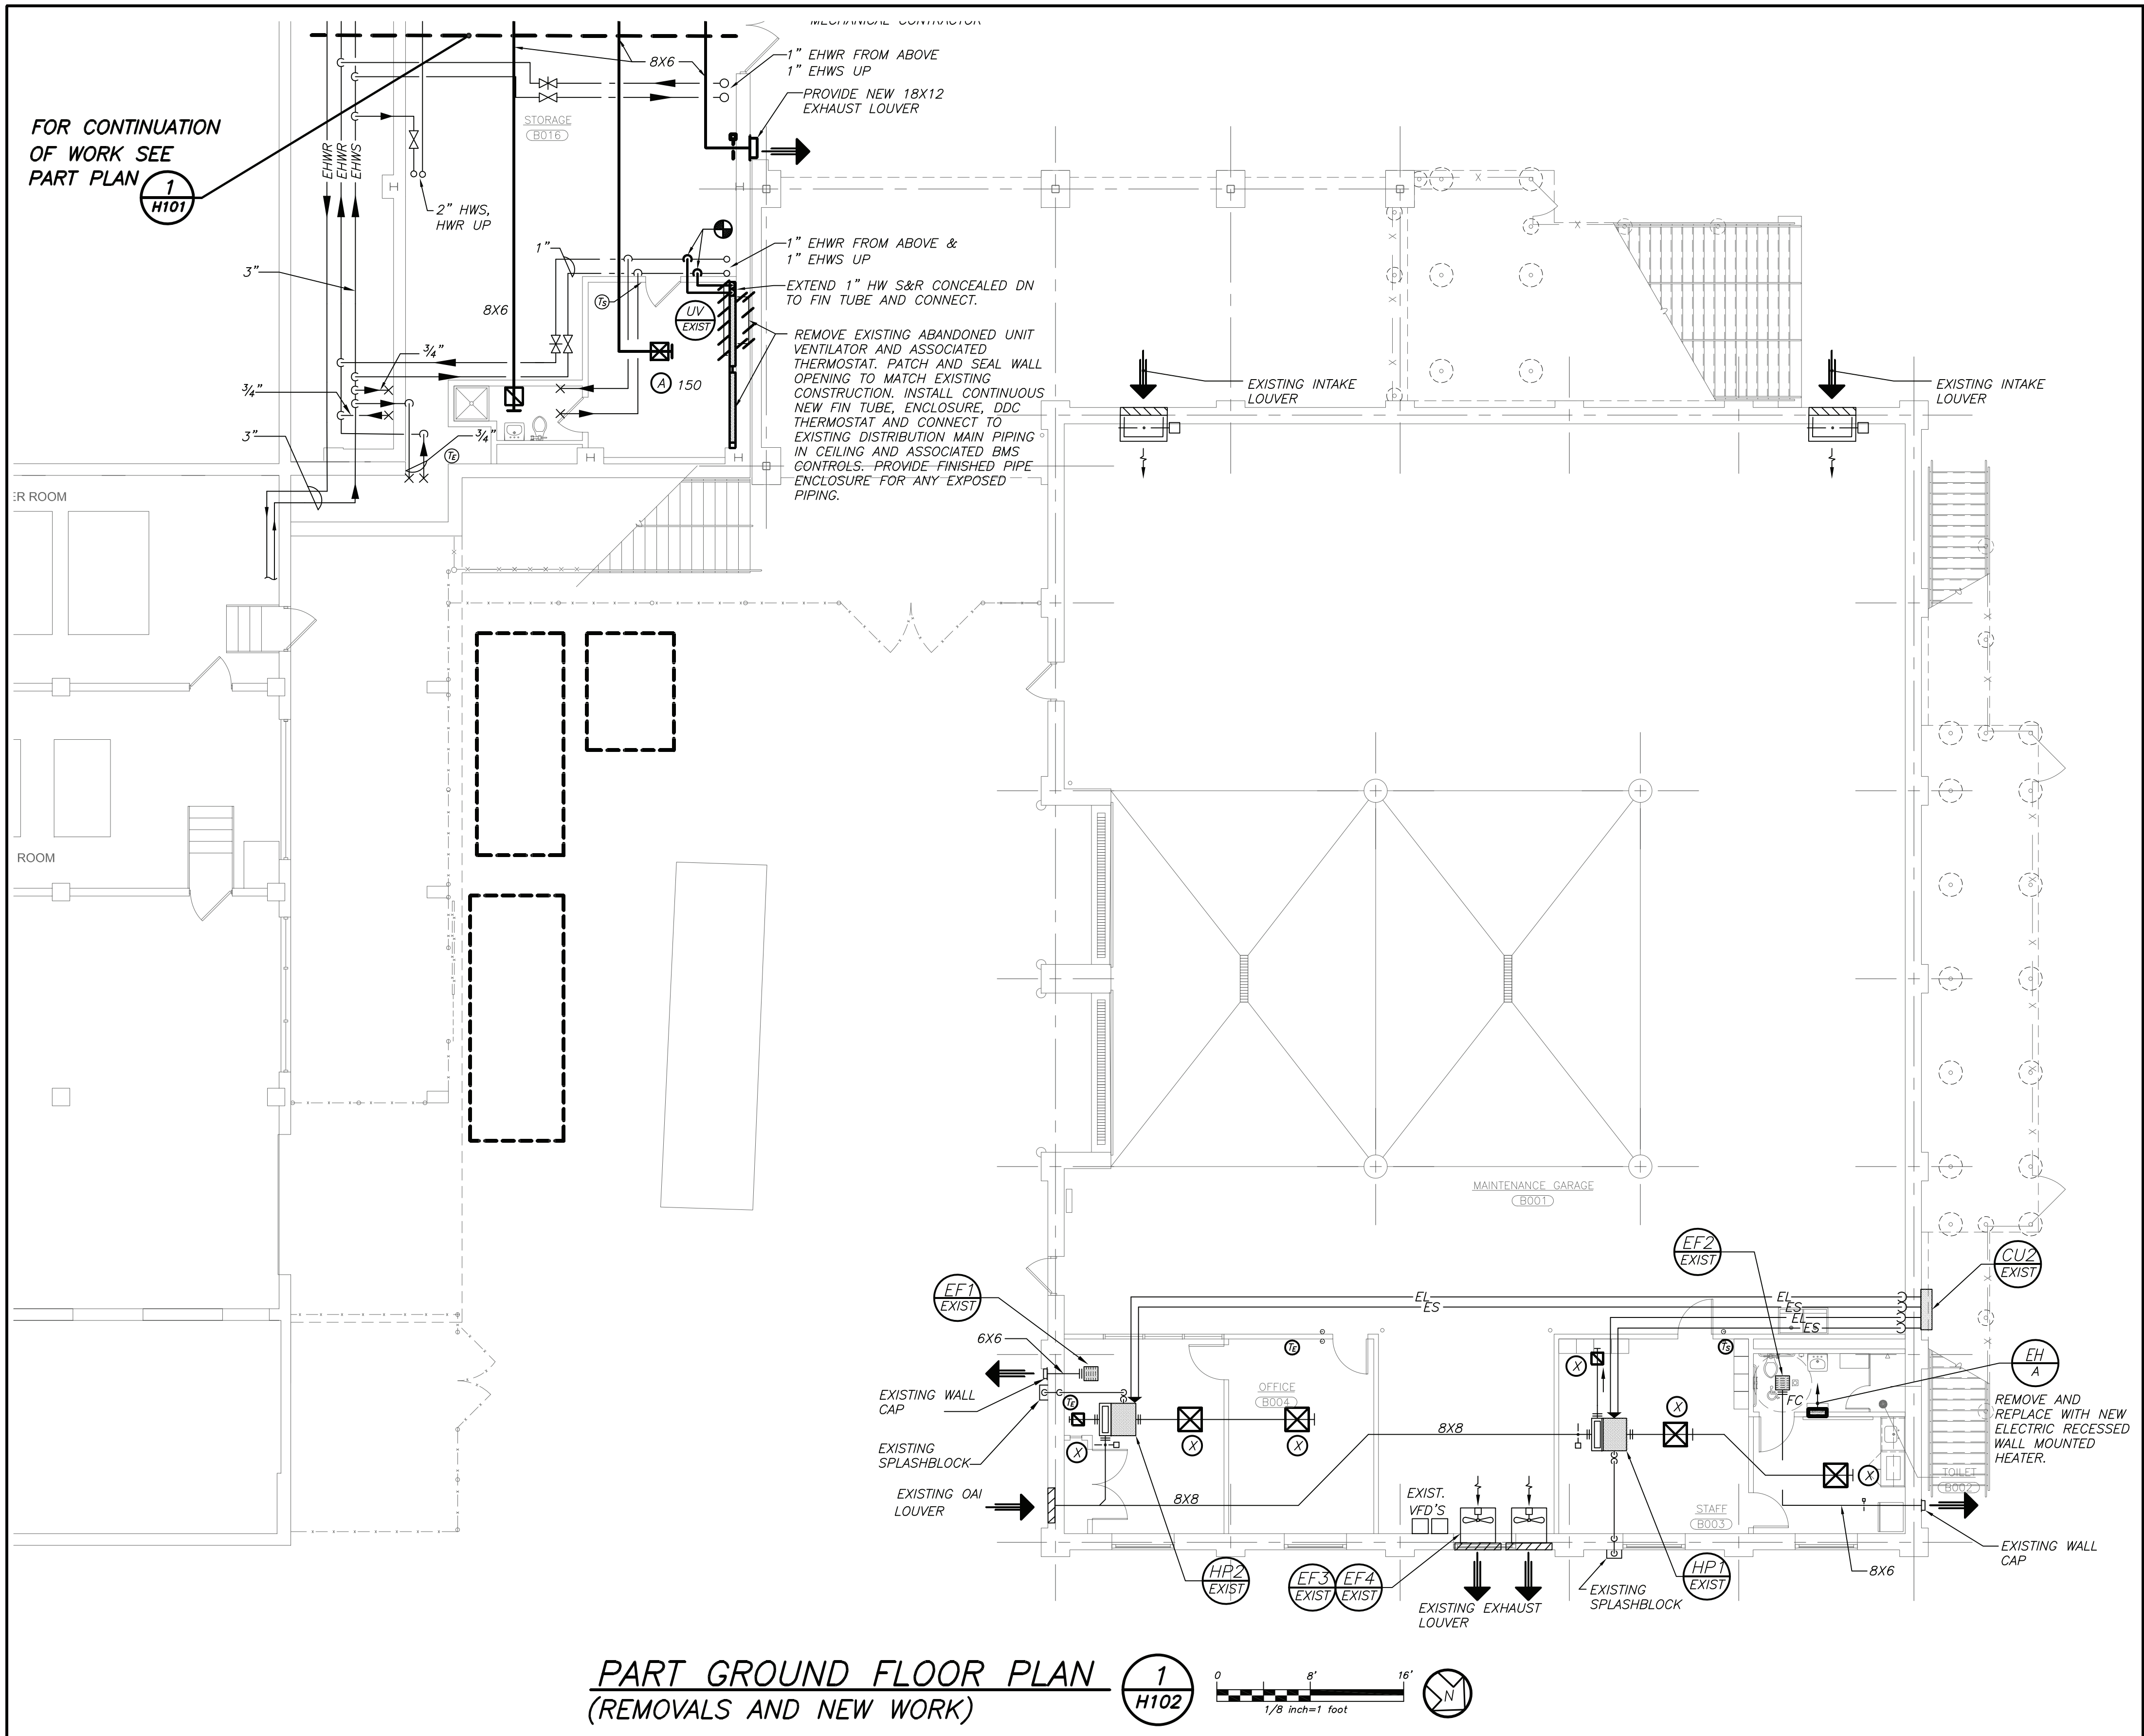 FOR CONTINUATION
OF WORK SEE
PART PLAN
1
H101
EHWR
EHWR
EHWS
8X6
1" EHWR FROM ABOVE
1" EHWS UP
PROVIDE NEW 18X12
EXHAUST LOUVER
STORAGE
B016
2" HWS,
HWR UP
3"
1"
1" EHWR FROM ABOVE &
1" EHWS UP
EXTEND 1" HW S&R CONCEALED DN
TO FIN TUBE AND CONNECT.
TS
8X6
UV
EXIST
REMOVE EXISTING ABANDONED UNIT
VENTILATOR AND ASSOCIATED
THERMOSTAT. PATCH AND SEAL WALL
OPENING TO MATCH EXISTING
CONSTRUCTION. INSTALL CONTINUOUS
NEW FIN TUBE, ENCLOSURE, DDC
THERMOSTAT AND CONNECT TO
EXISTING DISTRIBUTION MAIN PIPING
IN CEILING AND ASSOCIATED BMS
CONTROLS. PROVIDE FINISHED PIPE
ENCLOSURE FOR ANY EXPOSED
PIPING.
A 150
3/4"
3/4"
3/4"
3"
TE
ER ROOM
ROOM
EXISTING INTAKE
LOUVER
EXISTING INTAKE
LOUVER
MAINTENANCE GARAGE
B001
EF2
EXIST
CU2
EXIST
EF1
EXIST
EL
ES
EL
ES
EL
ES
6X6
TE
TS
X
EH
A
EXISTING WALL
CAP
TE
OFFICE
B004
FC
REMOVE AND
REPLACE WITH NEW
ELECTRIC RECESSED
WALL MOUNTED
HEATER.
X
X
X
X
8X8
EXISTING
SPLASHBLOCK
X
TOILET
B002
EXISTING OAI
LOUVER
8X8
EXIST.
VFD'S
STAFF
B003
EXISTING WALL
CAP
8X6
HP2
EXIST
EF3
EXIST
EF4
EXIST
HP1
EXIST
EXISTING EXHAUST
LOUVER
EXISTING
SPLASHBLOCK
PART GROUND FLOOR PLAN
(REMOVALS AND NEW WORK)
1
H102
0 8' 16'
1/8 inch=1 foot
N